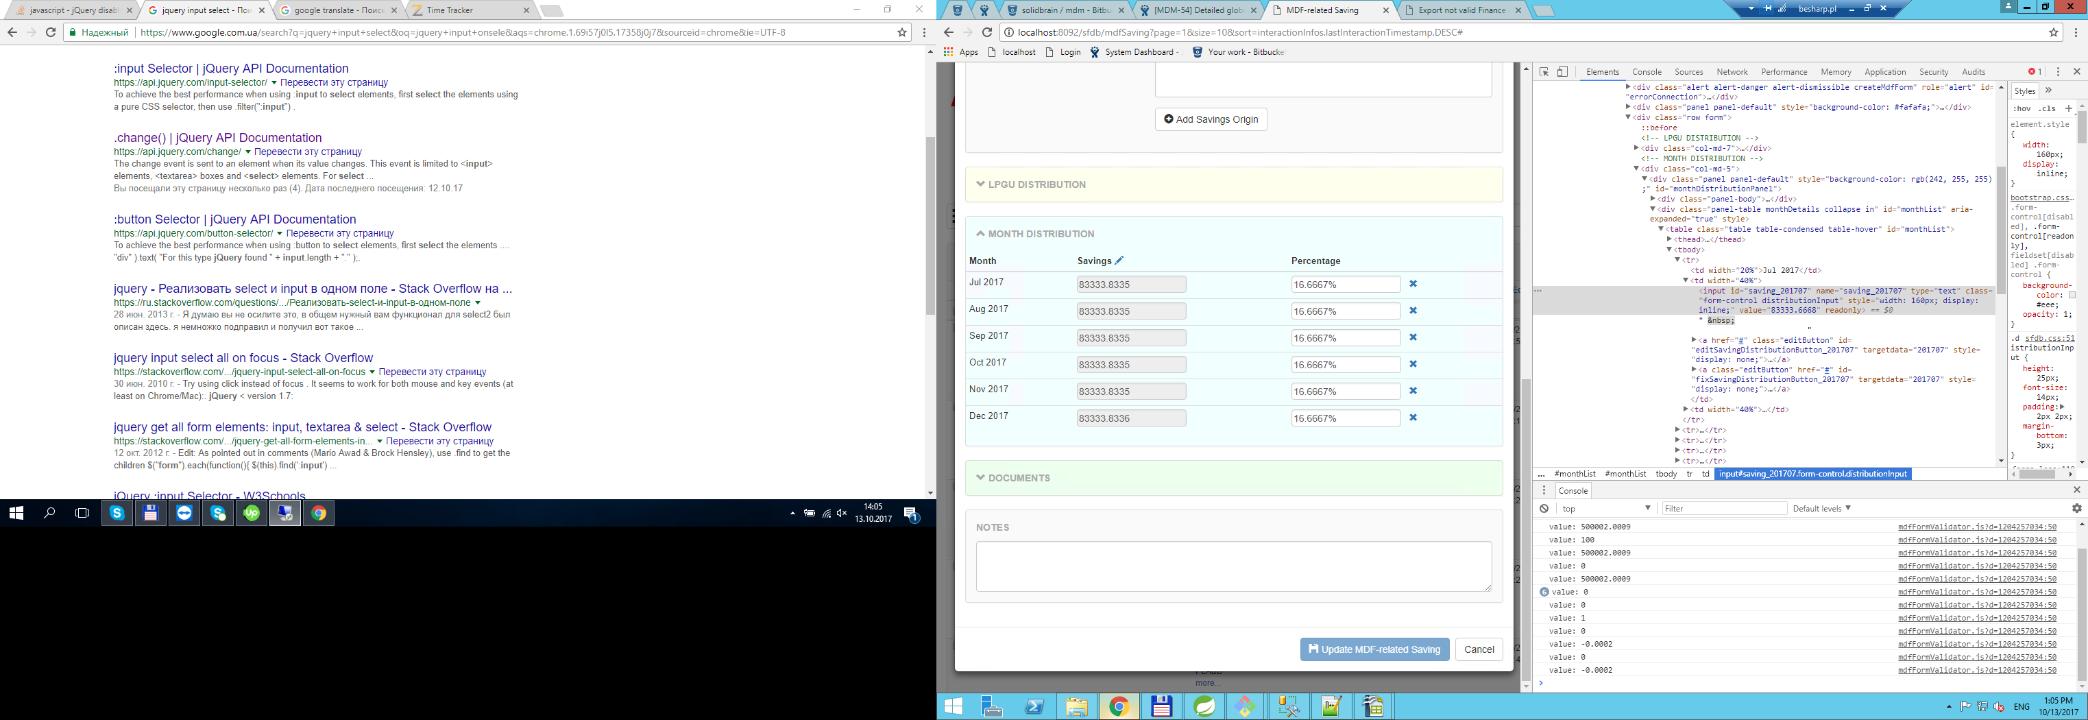 javascript - jQuery disabl
jquery input select - Пои
google translate - Поиск
Time Tracker
Надежный
https://www.google.com.ua/search?q=jquery+input+select&oq=jquery+input+onsele&aqs=chrome.1.69i57j0l5.17358j0j7&sourceid=chrome&ie=UTF-8
:input Selector | jQuery API Documentation
https://api.jquery.com/input-selector/ ▾ Перевести эту страницу
To achieve the best performance when using :input to select elements, first select the elements using
a pure CSS selector, then use .filter(":input") .
.change() | jQuery API Documentation
https://api.jquery.com/change/ ▾ Перевести эту страницу
The change event is sent to an element when its value changes. This event is limited to <input>
elements, <textarea> boxes and <select> elements. For select ...
Вы посещали эту страницу несколько раз (4). Дата последнего посещения: 12.10.17
:button Selector | jQuery API Documentation
https://api.jquery.com/button-selector/ ▾ Перевести эту страницу
To achieve the best performance when using :button to select elements, first select the elements ....
"div" ).text( "For this type jQuery found " + input.length + "." );.
jquery - Реализовать select и input в одном поле - Stack Overflow на ...
https://ru.stackoverflow.com/questions/.../Реализовать-select-и-input-в-одном-поле ▾
28 июн. 2013 г. - Я думаю вы не осилите это, в общем нужный вам функционал для select2 был
описан здесь. я немножко подправил и получил вот такое ...
jquery input select all on focus - Stack Overflow
https://stackoverflow.com/.../jquery-input-select-all-on-focus ▾ Перевести эту страницу
30 июн. 2010 г. - Try using click instead of focus . It seems to work for both mouse and key events (at
least on Chrome/Mac):: jQuery < version 1.7:
jquery get all form elements: input, textarea & select - Stack Overflow
https://stackoverflow.com/.../jquery-get-all-form-elements-in... ▾ Перевести эту страницу
12 окт. 2012 г. - Edit: As pointed out in comments (Mario Awad & Brock Hensley), use .find to get the
children $("form").each(function(){ $(this).find(':input') ...
jQuery :input Selector - W3Schools
14:05
13.10.2017
solidbrain / mdm - Bitbu
[MDM-54] Detailed glob
MDF-related Saving
Export not valid Finance
besharp.pl
localhost:8092/sfdb/mdfSaving?page=1&size=10&sort=interactionInfos.lastInteractionTimestamp.DESC#
Apps
localhost
Login
System Dashboard -
Your work - Bitbucke
Add Savings Origin
LPGU DISTRIBUTION
MONTH DISTRIBUTION
Month Savings Percentage
Jul 2017 83333.8335 16.6667%
Aug 2017 83333.8335 16.6667%
Sep 2017 83333.8335 16.6667%
Oct 2017 83333.8335 16.6667%
Nov 2017 83333.8335 16.6667%
Dec 2017 83333.8336 16.6667%
DOCUMENTS
NOTES
Update MDF-related Saving
Cancel
more...
Elements Console Sources Network Performance Memory Application Security Audits
1
<div class="alert alert-danger alert-dismissible createMdfForm" role="alert" id=
"errorConnection">…</div>
<div class="panel panel-default" style="background-color: #fafafa;">…</div>
<div class="row form">
::before
<!-- LPGU DISTRIBUTION -->
<div class="col-md-7">…</div>
<!-- MONTH DISTRIBUTION -->
<div class="col-md-5">
<div class="panel panel-default" style="background-color: rgb(242, 255, 255)
;" id="monthDistributionPanel">
<div class="panel-body">…</div>
<div class="panel-table monthDetails collapse in" id="monthList" aria-
expanded="true" style>
<table class="table table-condensed table-hover" id="monthList">
<thead>…</thead>
<tbody>
<tr>
<td width="20%">Jul 2017</td>
<td width="40%">
<input id="saving_201707" name="saving_201707" type="text" class=
"form-control distributionInput" style="width: 160px; display:
inline;" value="83333.6668" readonly> == $0
" &nbsp;
"
<a href="#" class="editButton" id=
"editSavingDistributionButton_201707" targetdata="201707" style=
"display: none;">…</a>
<a class="editButton" href="#" id=
"fixSavingDistributionButton_201707" targetdata="201707" style=
"display: none;">…</a>
</td>
<td width="40%">…</td>
</tr>
<tr>…</tr>
<tr>…</tr>
<tr>…</tr>
<tr>…</tr>
... #monthList #monthList tbody tr td input#saving_201707.form-control.distributionInput
Styles
:hov .cls +
element.style
{
width:
160px;
display:
inline;
}
bootstrap.css…
.form-
control[disabl
ed], .form-
control[readon
ly],
fieldset[disab
led] .form-
control {
background-
color:
#eee;
opacity: 1;
}
.d sfdb.css:51
istributionInp
ut {
height:
25px;
font-size:
14px;
padding:
2px 2px;
margin-
bottom:
3px;
}
Console
top
Filter
Default levels
value: 500002.0009 mdfFormValidator.js?d=1204257034:50
value: 100 mdfFormValidator.js?d=1204257034:50
value: 500002.0009 mdfFormValidator.js?d=1204257034:50
value: 0 mdfFormValidator.js?d=1204257034:50
value: 500002.0009 mdfFormValidator.js?d=1204257034:50
6 value: 0 mdfFormValidator.js?d=1204257034:50
value: 0 mdfFormValidator.js?d=1204257034:50
value: 1 mdfFormValidator.js?d=1204257034:50
value: 0 mdfFormValidator.js?d=1204257034:50
value: -0.0002 mdfFormValidator.js?d=1204257034:50
value: 0 mdfFormValidator.js?d=1204257034:50
value: -0.0002 mdfFormValidator.js?d=1204257034:50
ENG
1:05 PM
10/13/2017